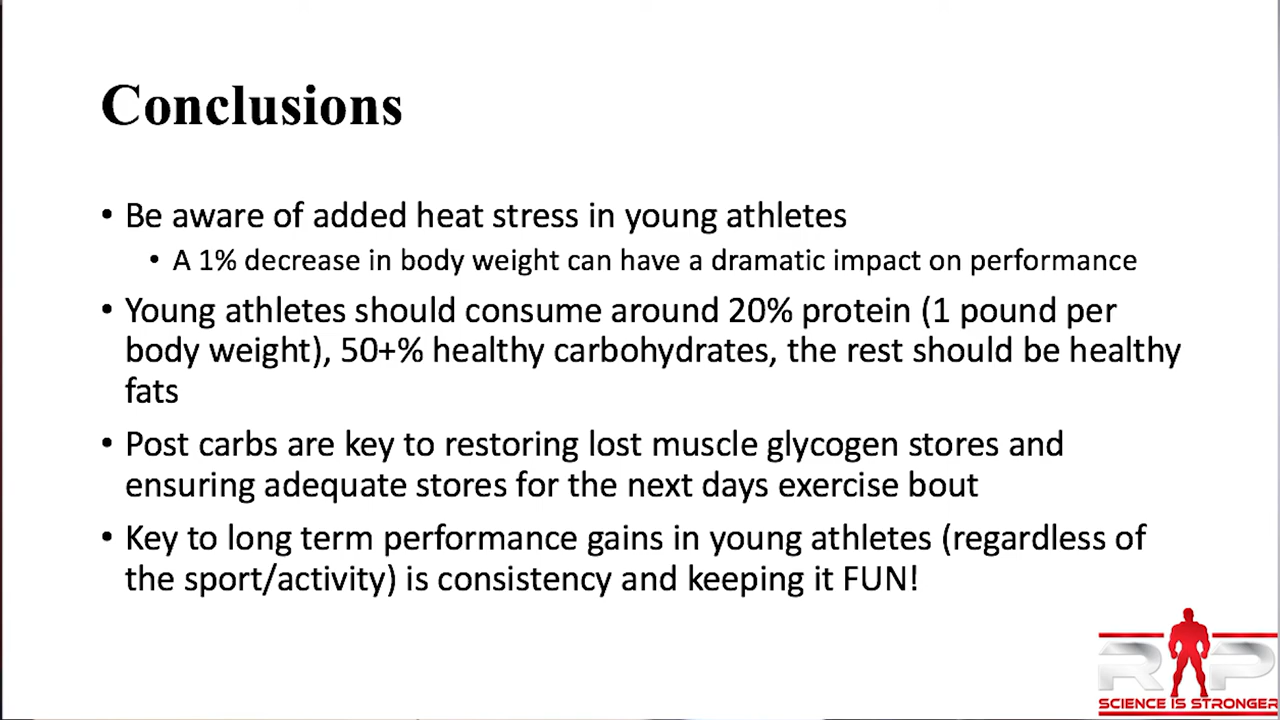 Conclusions
• Be aware of added heat stress in young athletes
• A 1% decrease in body weight can have a dramatic impact on performance
• Young athletes should consume around 20% protein (1 pound per
body weight), 50+% healthy carbohydrates, the rest should be healthy
fats
• Post carbs are key to restoring lost muscle glycogen stores and
ensuring adequate stores for the next days exercise bout
• Key to long term performance gains in young athletes (regardless of
the sport/activity) is consistency and keeping it FUN!
RP
SCIENCE IS STRONGER